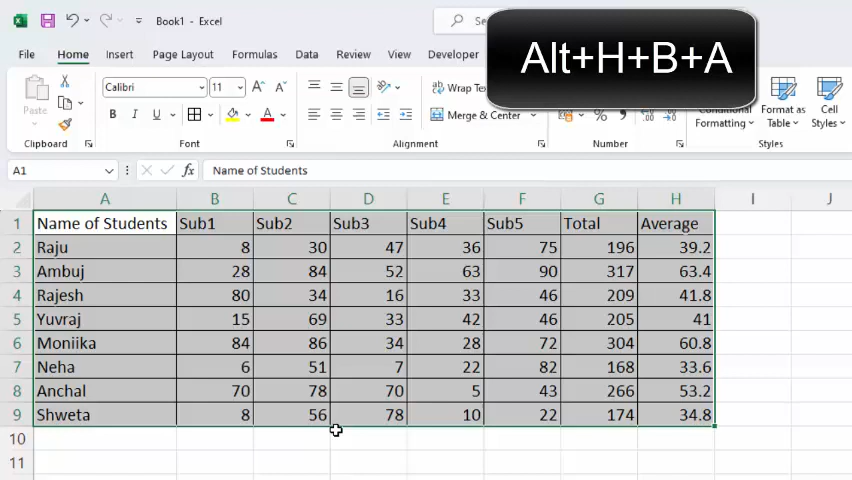 Book1 - Excel
Alt+H+B+A
File Home Insert Page Layout Formulas Data Review View Developer
Calibri 11
Wrap
Paste
B I U
Merge & Center
Conditional Formatting
Format as Table
Cell Styles
Clipboard Font Alignment Number Styles
A1 fx Name of Students
A B C D E F G H I J
1 Name of Students Sub1 Sub2 Sub3 Sub4 Sub5 Total Average
2 Raju 8 30 47 36 75 196 39.2
3 Ambuj 28 84 52 63 90 317 63.4
4 Rajesh 80 34 16 33 46 209 41.8
5 Yuvraj 15 69 33 42 46 205 41
6 Moniika 84 86 34 28 72 304 60.8
7 Neha 6 51 7 22 82 168 33.6
8 Anchal 70 78 70 5 43 266 53.2
9 Shweta 8 56 78 10 22 174 34.8
10
11